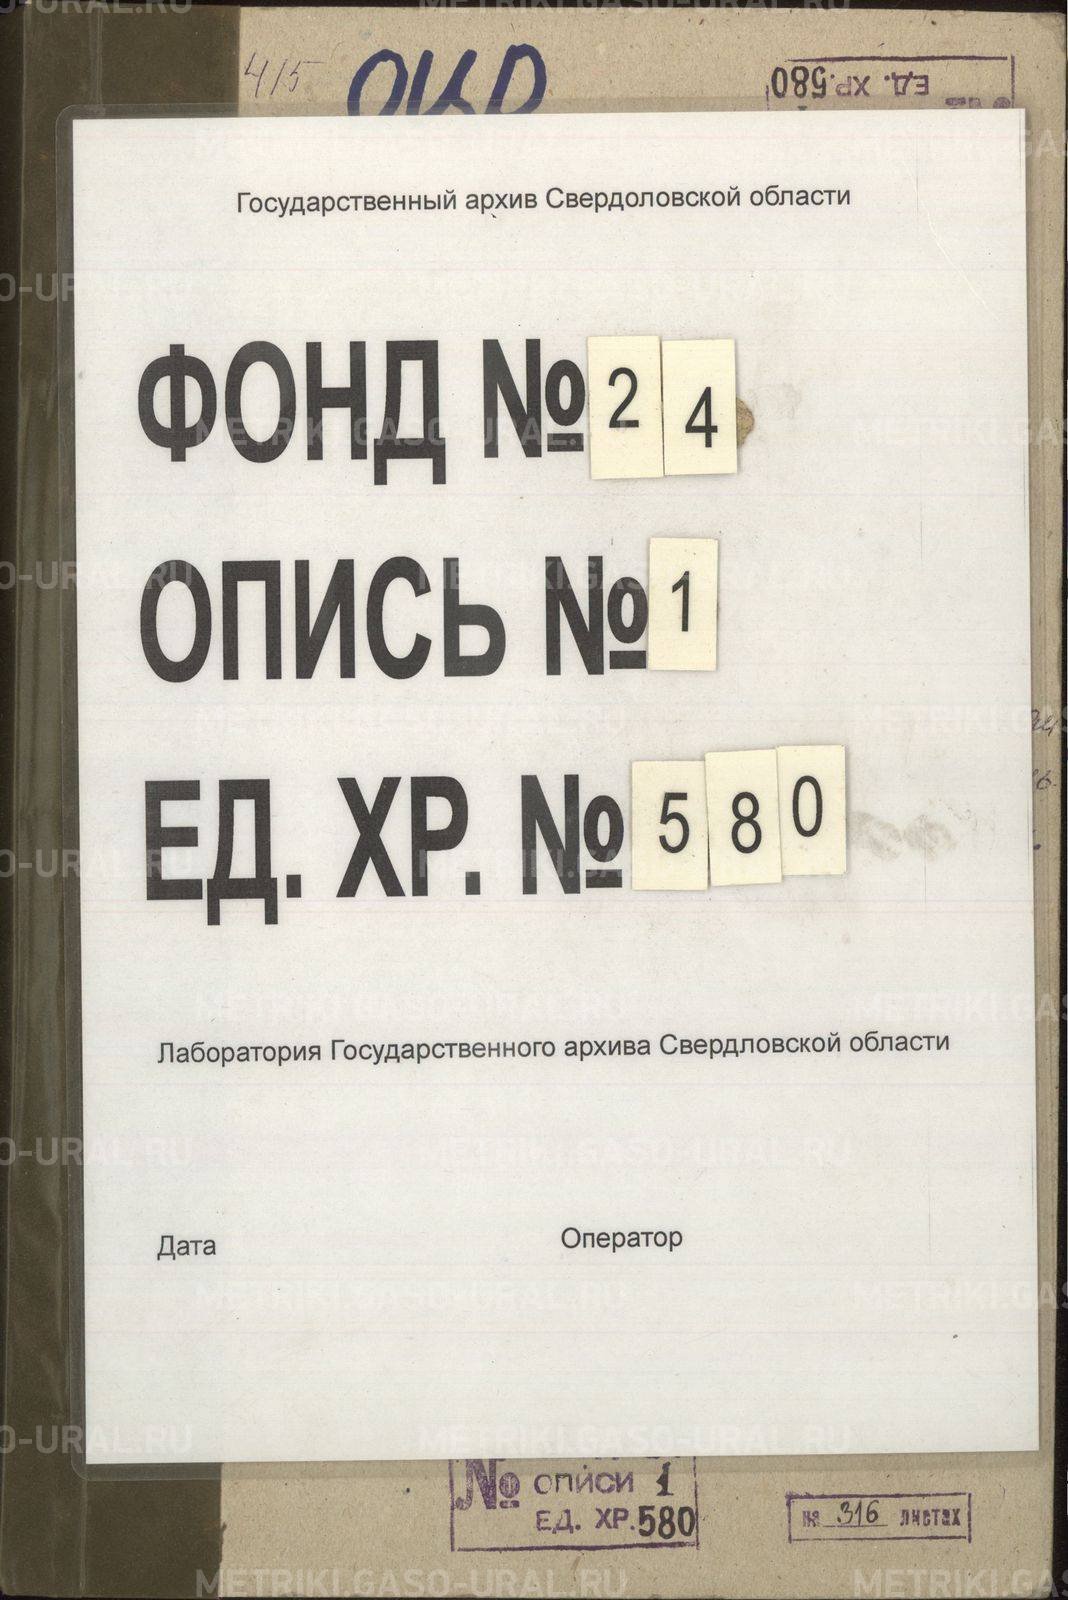 415 ОЦД
ЕД. ХР. 580
Государственный архив Свердоловской области
ФОНД № 24
ОПИСЬ № 1
ЕД. ХР. № 580
Лаборатория Государственного архива Свердловской области
Дата Оператор
№ описи 1
ЕД. ХР. 580
на 316 листах
METRIKI.GASO-URAL.RU